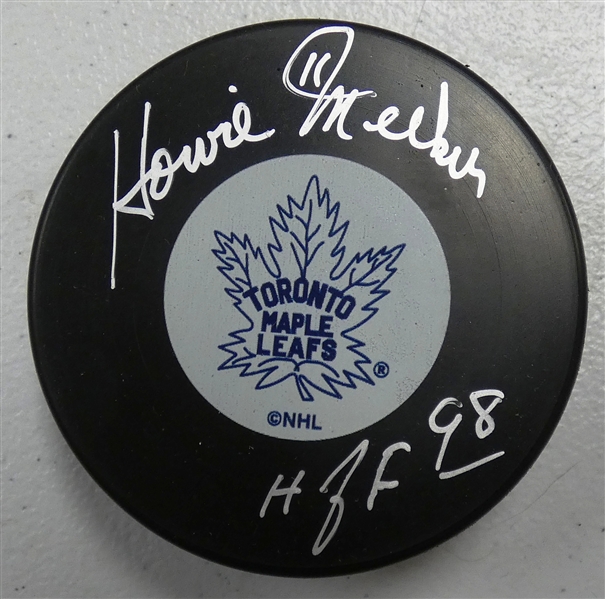 Howie Meeker
11
TORONTO
MAPLE
LEAFS ®
©NHL
HOF 98